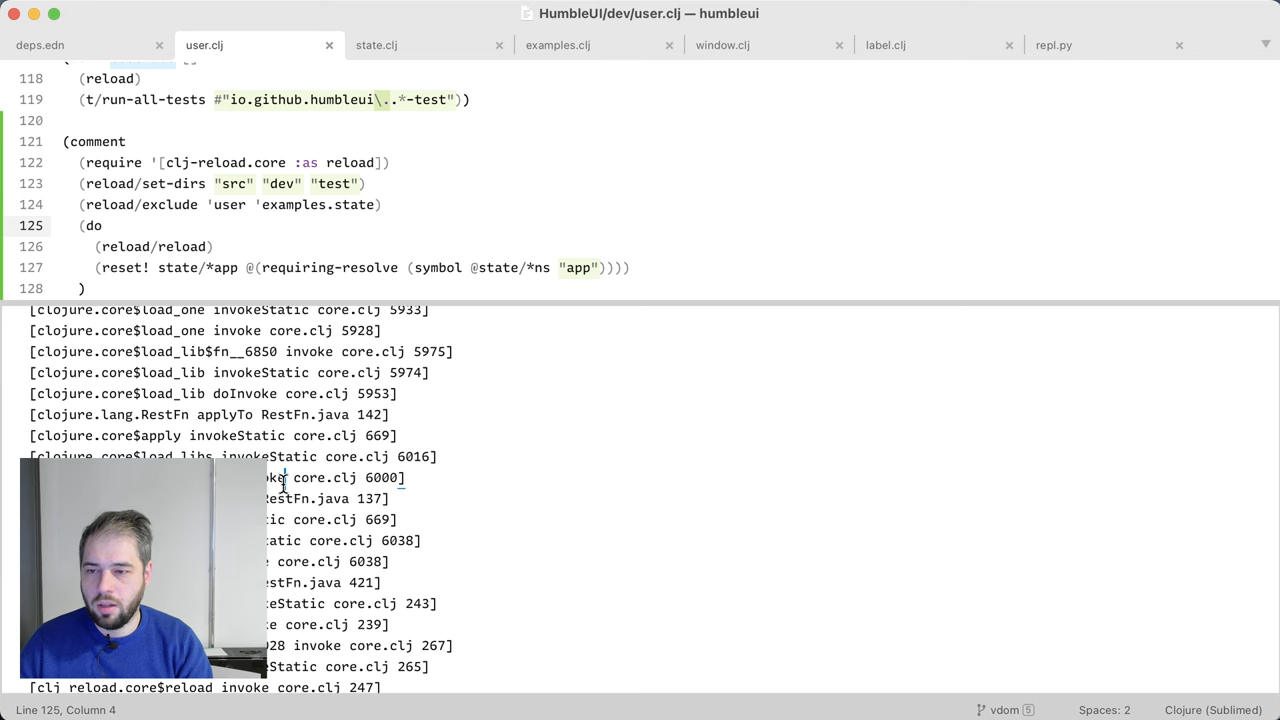 HumbleUI/dev/user.clj — humbleui
deps.edn
user.clj
state.clj
examples.clj
window.clj
label.clj
repl.py
118 (reload)
119 (t/run-all-tests #"io.github.humbleui\..*-test"))
120
121 (comment
122 (require '[clj-reload.core :as reload])
123 (reload/set-dirs "src" "dev" "test")
124 (reload/exclude 'user 'examples.state)
125 (do
126 (reload/reload)
127 (reset! state/*app @(requiring-resolve (symbol @state/*ns "app"))))
128 )
[clojure.core$load_one invokeStatic core.clj 5933]
[clojure.core$load_one invoke core.clj 5928]
[clojure.core$load_lib$fn__6850 invoke core.clj 5975]
[clojure.core$load_lib invokeStatic core.clj 5974]
[clojure.core$load_lib doInvoke core.clj 5953]
[clojure.lang.RestFn applyTo RestFn.java 142]
[clojure.core$apply invokeStatic core.clj 669]
[clojure.core$load_libs invokeStatic core.clj 6016]
core.clj 6000]
RestFn.java 137]
core.clj 669]
core.clj 6038]
core.clj 6038]
421]
core.clj 243]
core.clj 239]
invoke core.clj 267]
core.clj 265]
[clj_reload.core$reload invoke core.clj 247]
Line 125, Column 4
vdom 5
Spaces: 2
Clojure (Sublimed)